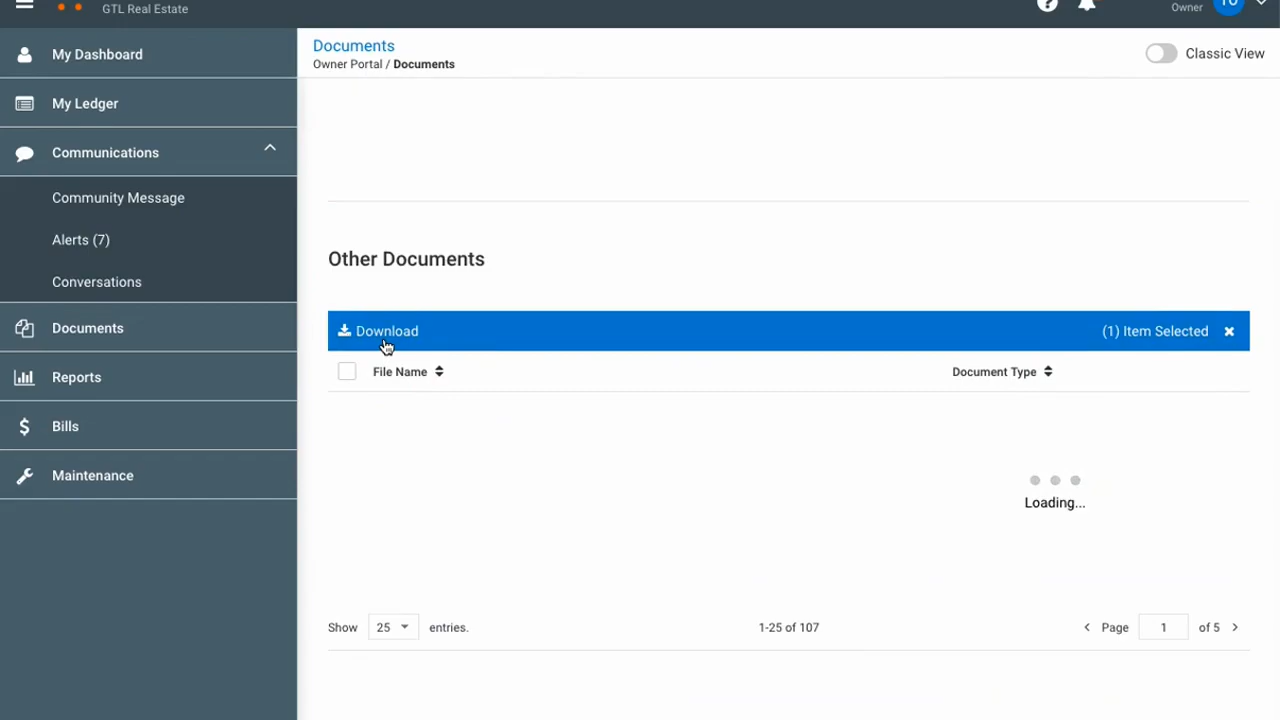 GTL Real Estate
Owner
My Dashboard
My Ledger
Communications
Community Message
Alerts (7)
Conversations
Documents
Reports
Bills
Maintenance
Documents
Owner Portal / Documents
Classic View
Other Documents
Download
(1) Item Selected
File Name
Document Type
Loading...
Show 25 entries.
1-25 of 107
Page 1 of 5